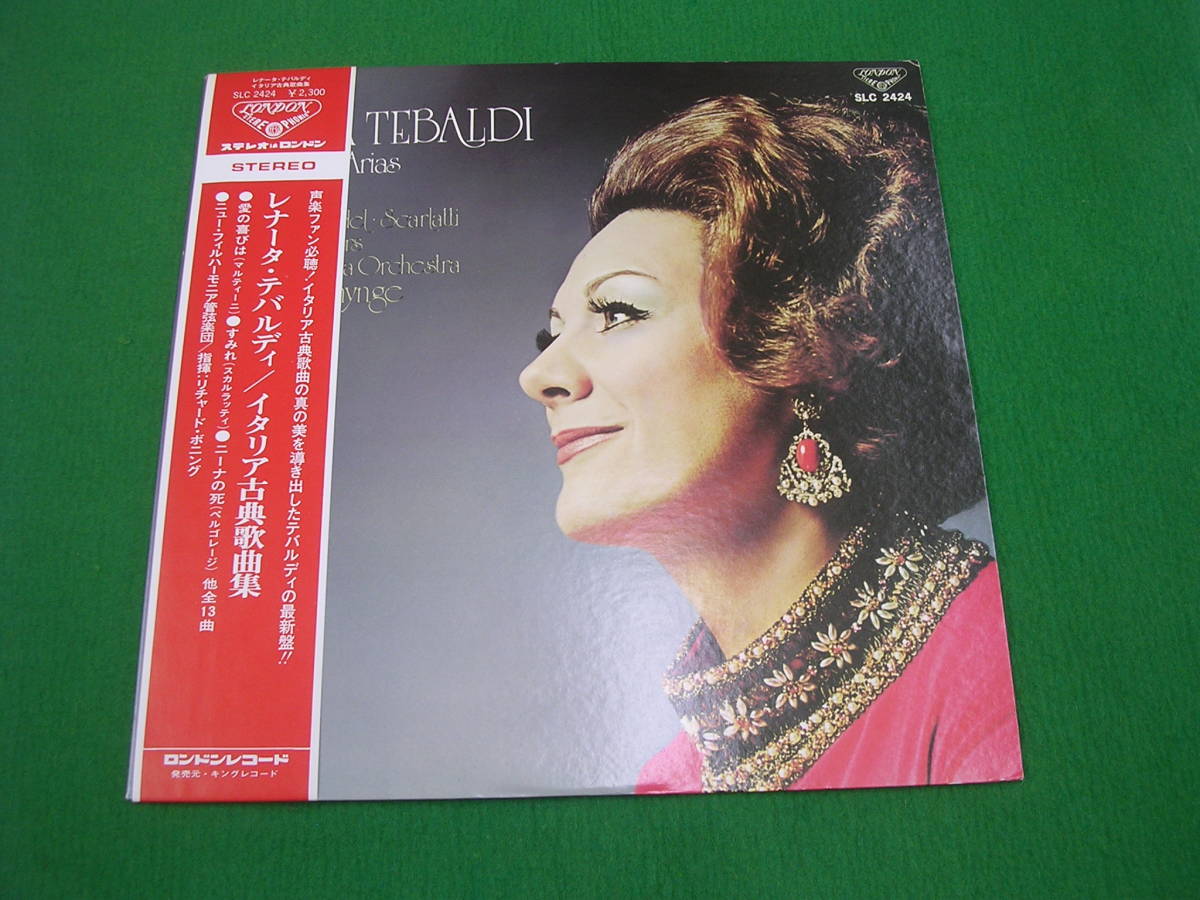 レナータ・テバルディ
イタリア古典歌曲集
SLC 2424 ¥2,300
LONDON
STEREOPHONIC
ステレオはロンドン
STEREO
声楽ファン必聴!イタリア古典歌曲の真の美を導き出したテバルディの最新盤!!
レナータ・テバルディ/イタリア古典歌曲集
●愛の喜びは(マルティーニ)●すみれ(スカルラッティ)●ニーナの死(ペルゴレージ)他全13曲
●ニュー・フィルハーモニア管弦楽団/指揮:リチャード・ボニング
ロンドンレコード
発売元・キングレコード
A TEBALDI
Arias
del・Scarlatti
rs
a Orchestra
nynge
LONDON
STEREOPHONIC
SLC 2424